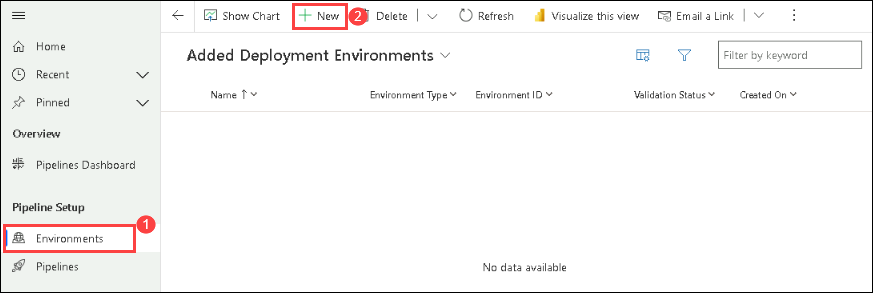 Show Chart New 2 Delete Refresh Visualize this view Email a Link
Home
Added Deployment Environments
Filter by keyword
Recent
Pinned
Name Environment Type Environment ID Validation Status Created On
Overview
Pipelines Dashboard
Pipeline Setup
1
Environments
Pipelines
No data available